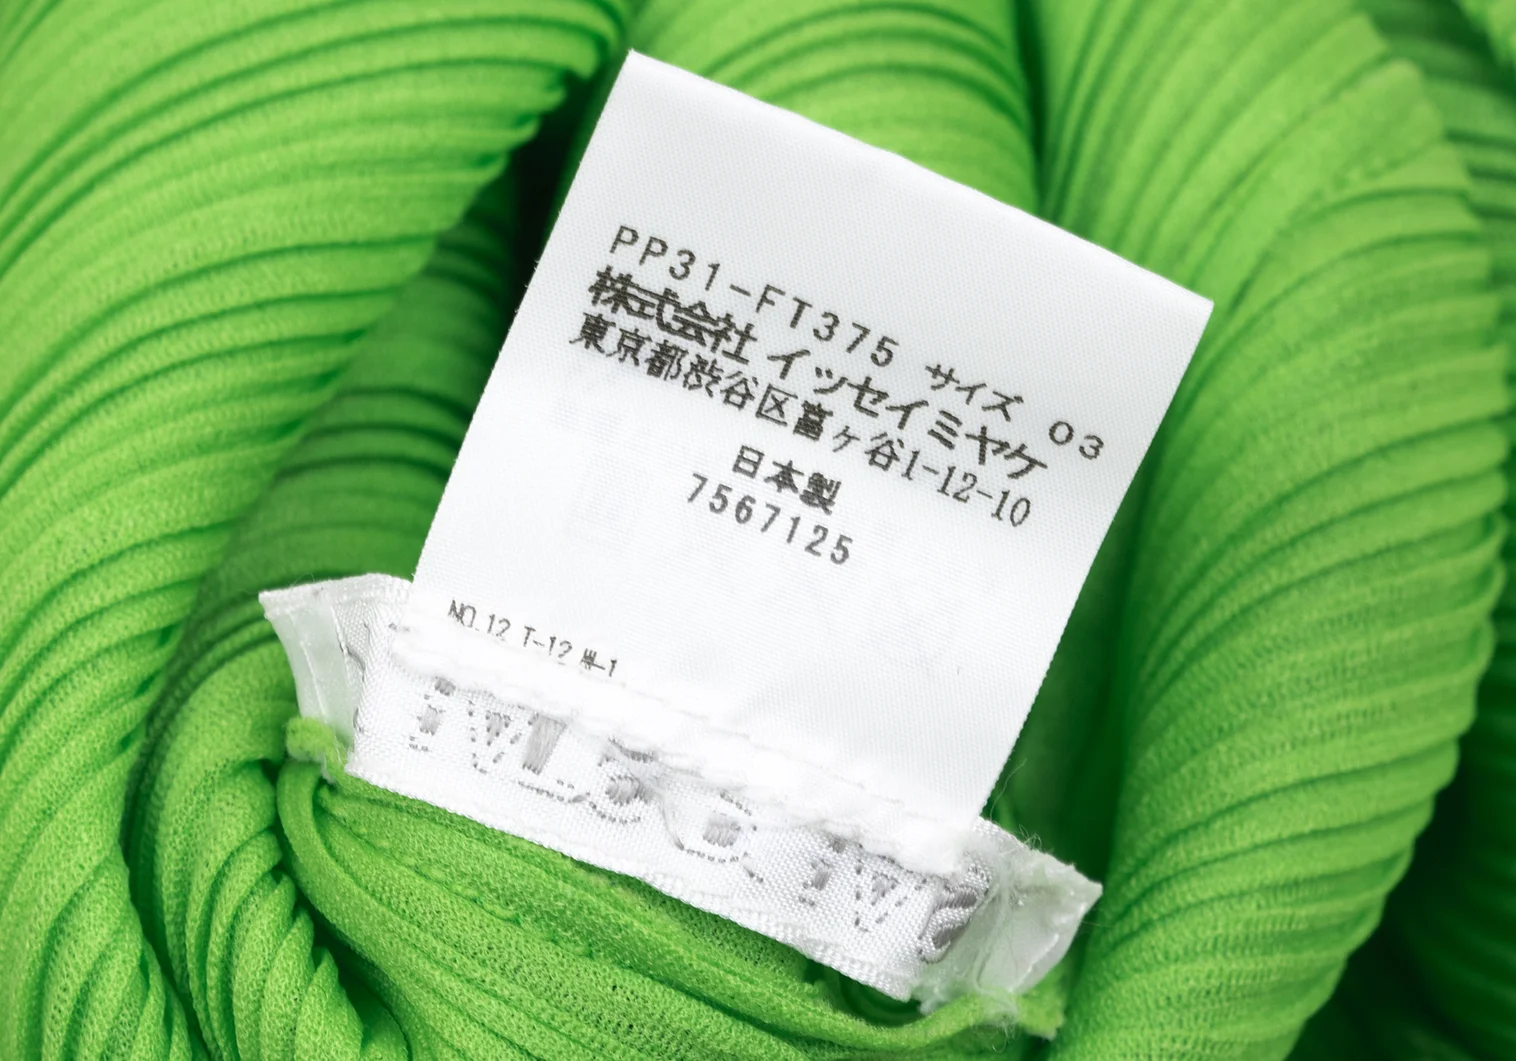 PP31-FT375 サイズ 03
株式会社 イッセイミヤケ
東京都渋谷区富ヶ谷1-12-10
日本製
7567125
NO.12 T-12